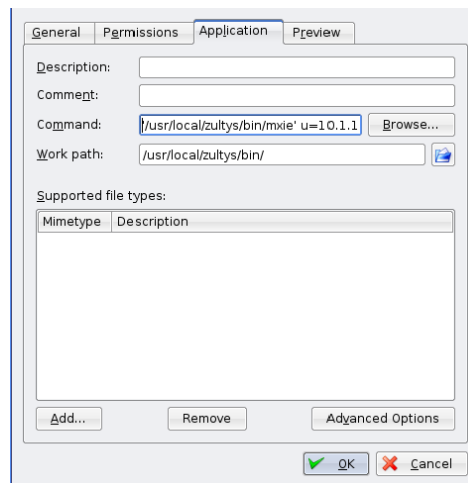 General Permissions Application Preview
Description:
Comment:
Command: '/usr/local/zultys/bin/mxie' u=10.1.1 Browse...
Work path: /usr/local/zultys/bin/
Supported file types:
Mimetype Description
Add... Remove Advanced Options
OK Cancel